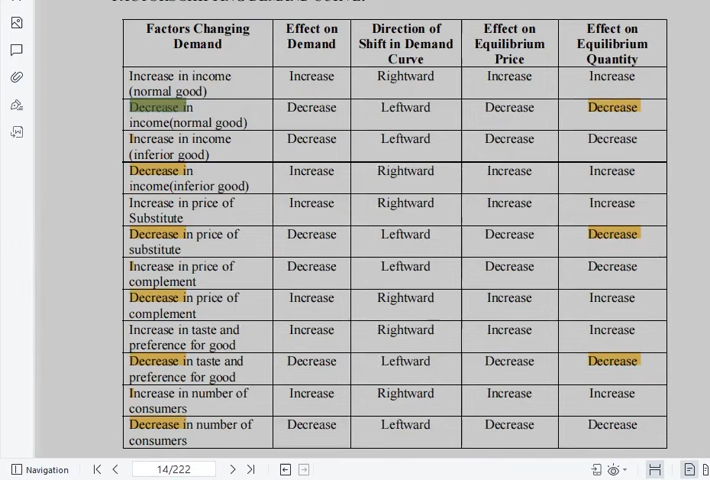 Factors Changing Demand | Effect on Demand | Direction of Shift in Demand Curve | Effect on Equilibrium Price | Effect on Equilibrium Quantity
Increase in income (normal good) | Increase | Rightward | Increase | Increase
Decrease in income(normal good) | Decrease | Leftward | Decrease | Decrease
Increase in income (inferior good) | Decrease | Leftward | Decrease | Decrease
Decrease in income(inferior good) | Increase | Rightward | Increase | Increase
Increase in price of Substitute | Increase | Rightward | Increase | Increase
Decrease in price of substitute | Decrease | Leftward | Decrease | Decrease
Increase in price of complement | Decrease | Leftward | Decrease | Decrease
Decrease in price of complement | Increase | Rightward | Increase | Increase
Increase in taste and preference for good | Increase | Rightward | Increase | Increase
Decrease in taste and preference for good | Decrease | Leftward | Decrease | Decrease
Increase in number of consumers | Increase | Rightward | Increase | Increase
Decrease in number of consumers | Decrease | Leftward | Decrease | Decrease
Navigation 14/222